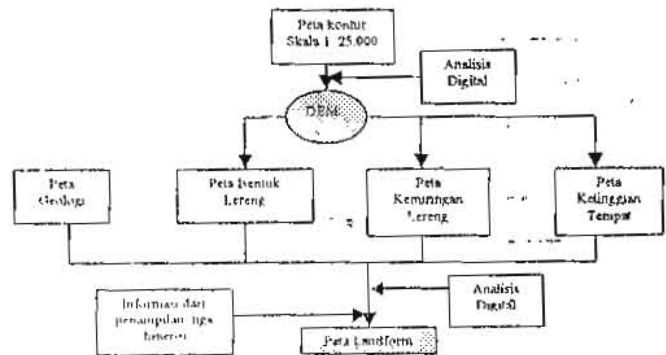 Peta kontur
Skala 1 25.000
Analisis
Digital
DEM
Peta
Geologi
Peta Bentuk
Lereng
Peta
Kemiringan
Lereng
Peta
Ketinggian
Tempat
Informasi dari
penampilan tiga
dimensi
Analisis
Digital
Peta Landform